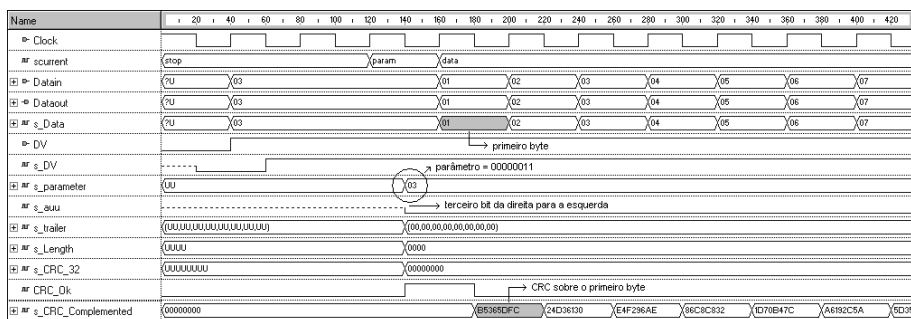 Name 20 40 60 80 100 120 140 160 180 200 220 240 260 280 300 320 340 360 380 400 420
Clock
scurrent stop param data
Datain ?U 03 01 02 03 04 05 06 07
Dataout ?U 03 01 02 03 04 05 06 07
s_Data ?U 03 01 02 03 04 05 06 07
DV primeiro byte
s_DV parâmetro = 00000011
s_parameter UU 03
s_auu terceiro bit da direita para a esquerda
s_trailer (UU,UU,UU,UU,UU,UU,UU,UU) (00,00,00,00,00,00,00,00)
s_Length UUUU 0000
s_CRC_32 UUUUUUUU 00000000
CRC_Ok CRC sobre o primeiro byte
s_CRC_Complemented 00000000 B5365DFC 24D36130 E4F296AE 86C8C832 1D70B47C A6192C5A 5D35